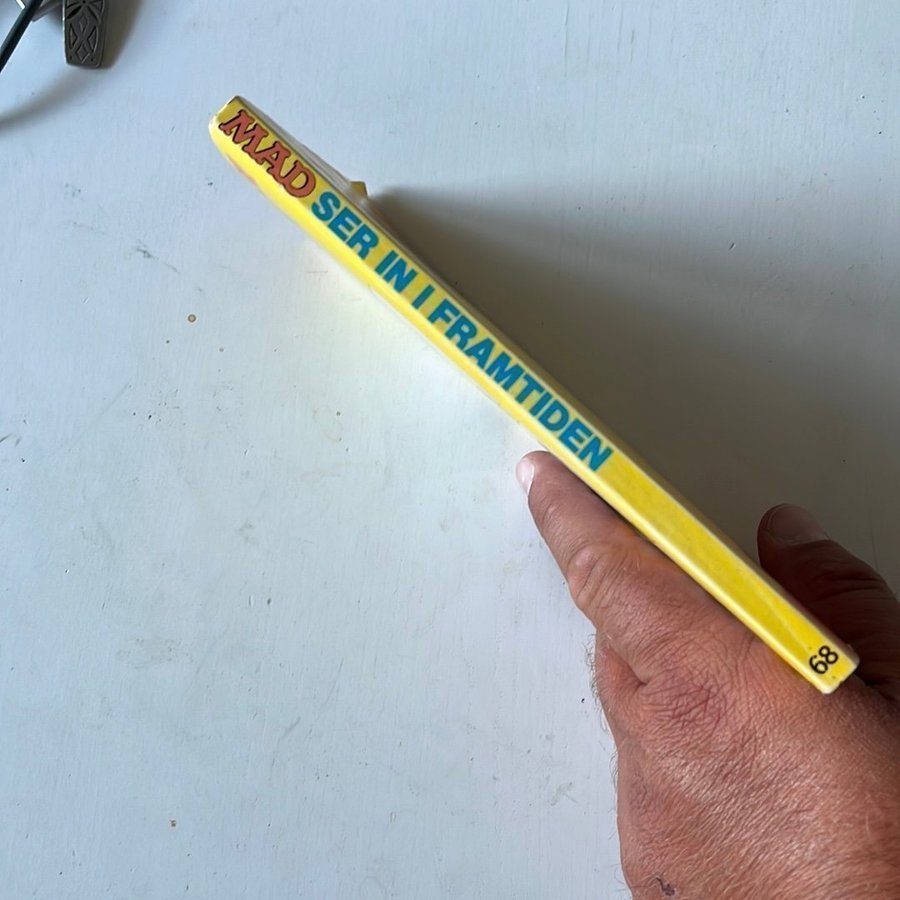 MAD SER IN I FRAMTIDEN
68